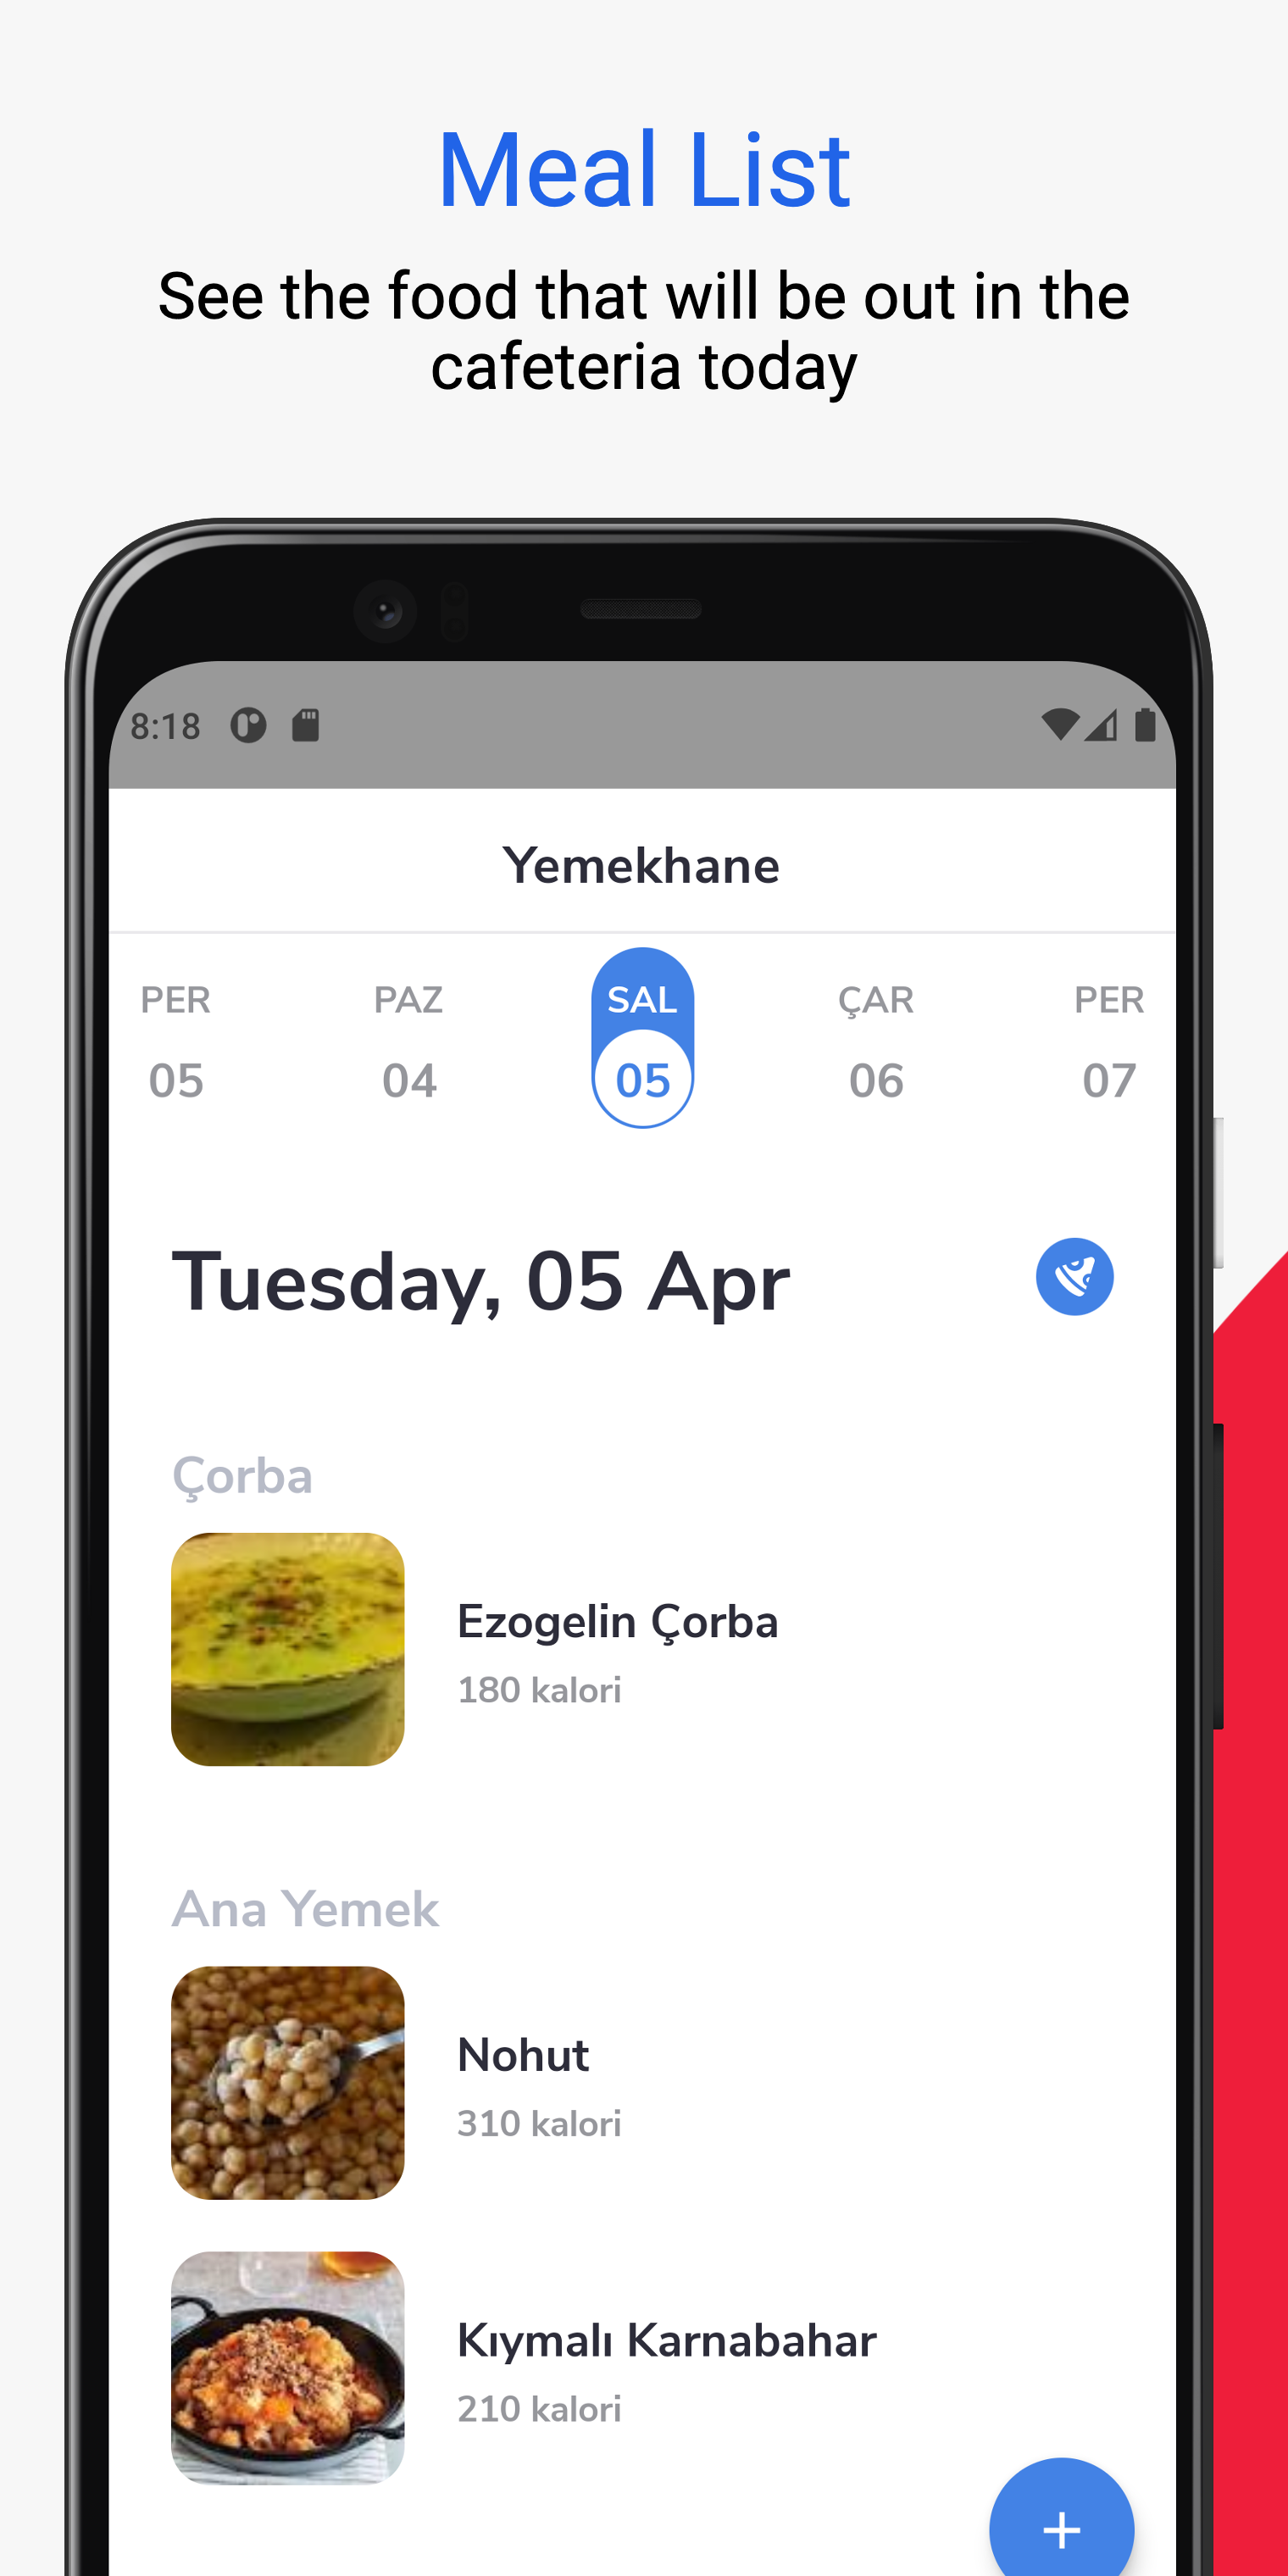 Meal List
See the food that will be out in the
cafeteria today
8:18
Yemekhane
PER PAZ SAL ÇAR PER
05 04 05 06 07
Tuesday, 05 Apr
Çorba
Ezogelin Çorba
180 kalori
Ana Yemek
Nohut
310 kalori
Kıymalı Karnabahar
210 kalori